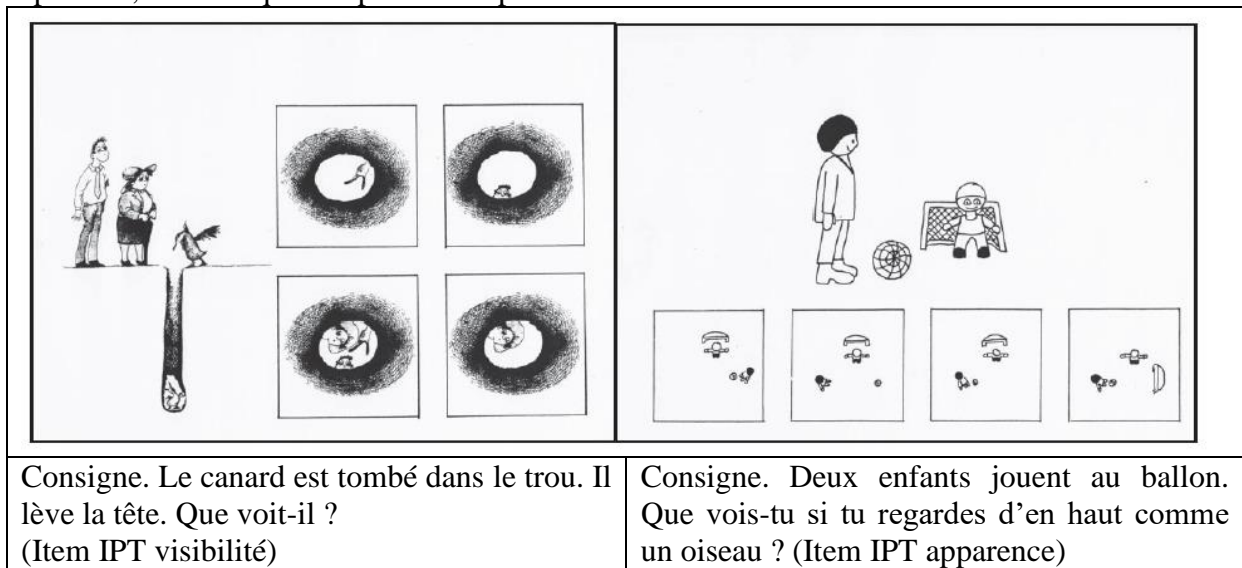 Consigne. Le canard est tombé dans le trou. Il
lève la tête. Que voit-il ?
(Item IPT visibilité)
Consigne. Deux enfants jouent au ballon.
Que vois-tu si tu regardes d’en haut comme
un oiseau ? (Item IPT apparence)